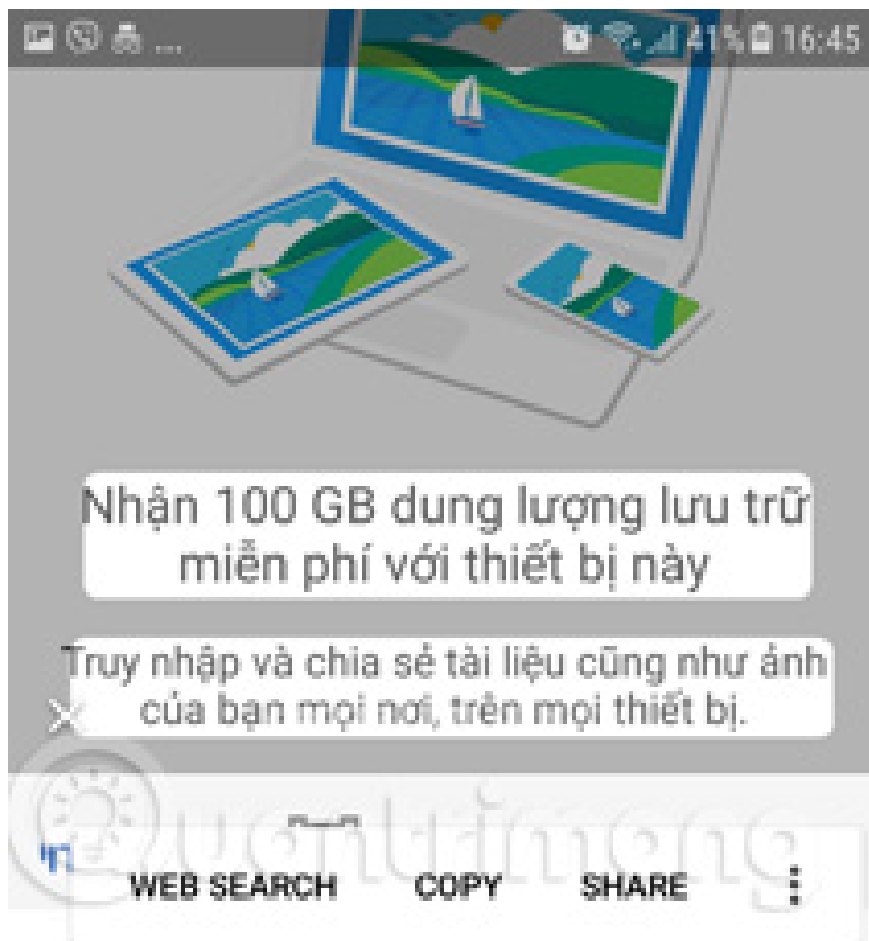 ... 41% 16:45
Nhận 100 GB dung lượng lưu trữ
miễn phí với thiết bị này
Truy nhập và chia sẻ tài liệu cũng như ảnh
của bạn mọi nơi, trên mọi thiết bị.
Quantrimang
WEB SEARCH COPY SHARE